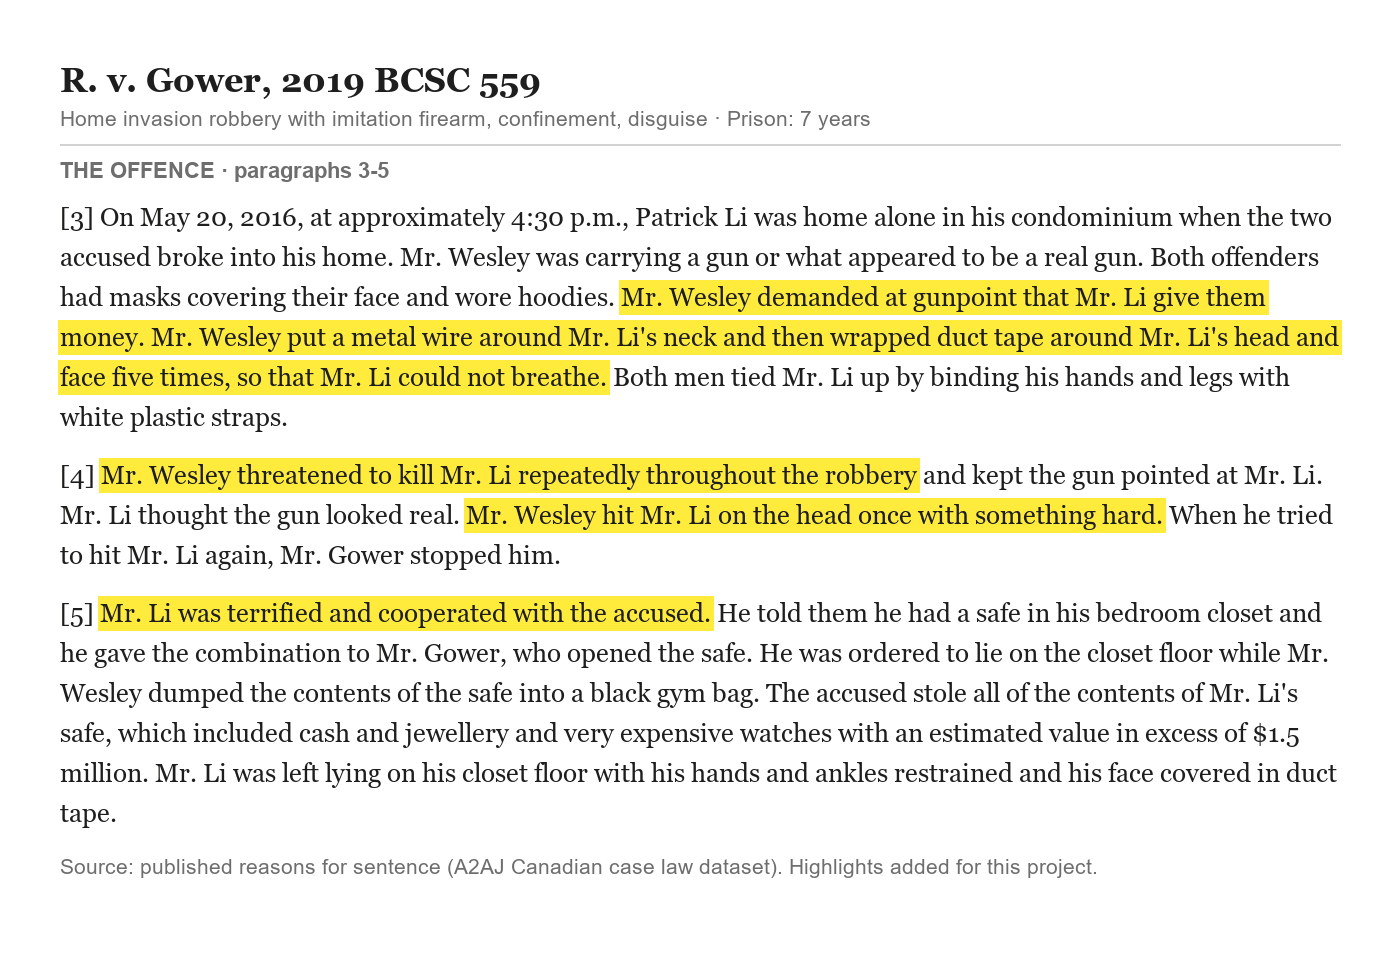 R. v. Gower, 2019 BCSC 559
Home invasion robbery with imitation firearm, confinement, disguise · Prison: 7 years
THE OFFENCE · paragraphs 3-5
[3] On May 20, 2016, at approximately 4:30 p.m., Patrick Li was home alone in his condominium when the two
accused broke into his home. Mr. Wesley was carrying a gun or what appeared to be a real gun. Both offenders
had masks covering their face and wore hoodies. Mr. Wesley demanded at gunpoint that Mr. Li give them
money. Mr. Wesley put a metal wire around Mr. Li's neck and then wrapped duct tape around Mr. Li's head and
face five times, so that Mr. Li could not breathe. Both men tied Mr. Li up by binding his hands and legs with
white plastic straps.
[4] Mr. Wesley threatened to kill Mr. Li repeatedly throughout the robbery and kept the gun pointed at Mr. Li.
Mr. Li thought the gun looked real. Mr. Wesley hit Mr. Li on the head once with something hard. When he tried
to hit Mr. Li again, Mr. Gower stopped him.
[5] Mr. Li was terrified and cooperated with the accused. He told them he had a safe in his bedroom closet and
he gave the combination to Mr. Gower, who opened the safe. He was ordered to lie on the closet floor while Mr.
Wesley dumped the contents of the safe into a black gym bag. The accused stole all of the contents of Mr. Li's
safe, which included cash and jewellery and very expensive watches with an estimated value in excess of $1.5
million. Mr. Li was left lying on his closet floor with his hands and ankles restrained and his face covered in duct
tape.
Source: published reasons for sentence (A2AJ Canadian case law dataset). Highlights added for this project.